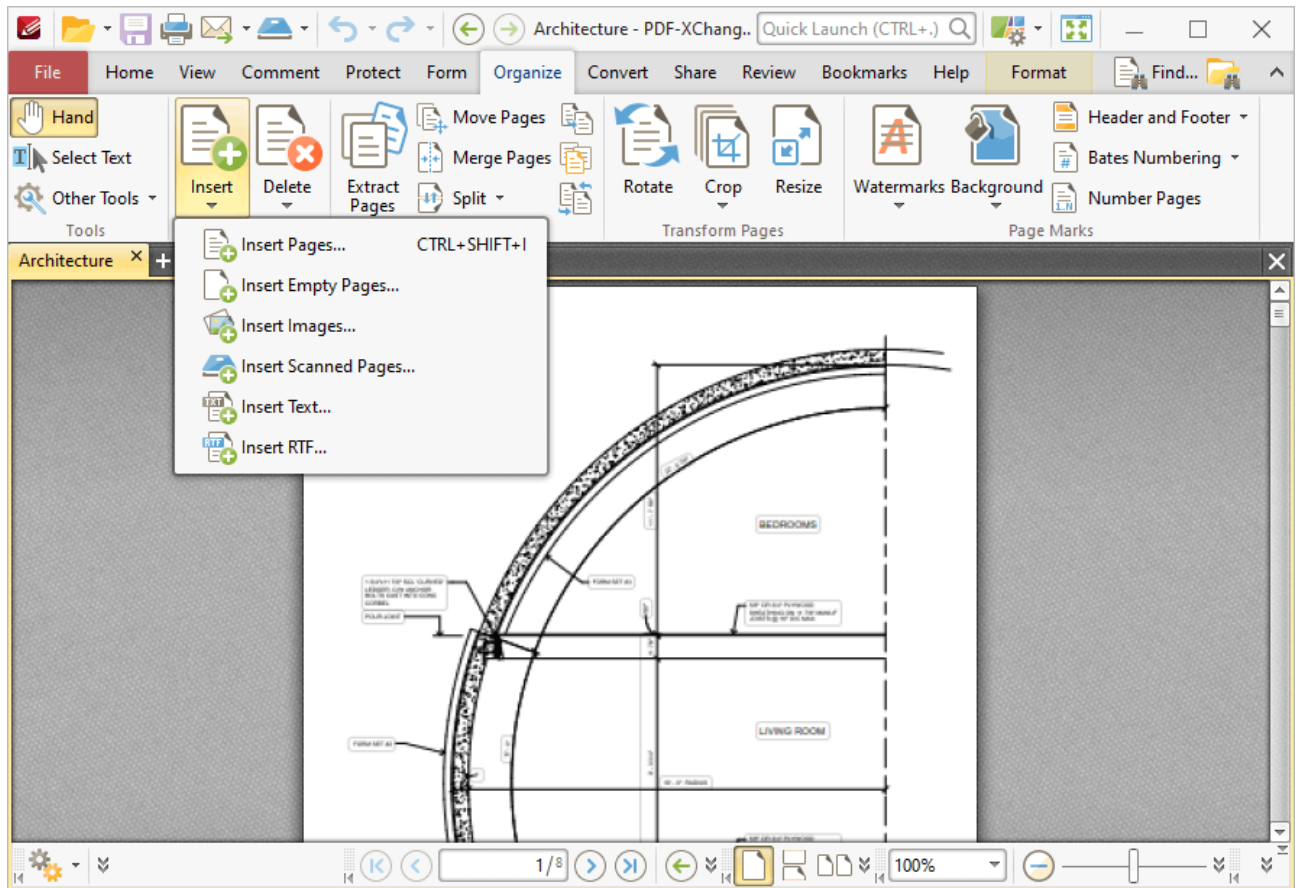 Architecture - PDF-XChang.. Quick Launch (CTRL+.)
File Home View Comment Protect Form Organize Convert Share Review Bookmarks Help Format Find...
Hand
Select Text
Other Tools
Tools
Insert
Delete
Extract Pages
Move Pages
Merge Pages
Split
Rotate
Crop
Resize
Transform Pages
Watermarks
Background
Header and Footer
Bates Numbering
Number Pages
Page Marks
Architecture
Insert Pages... CTRL+SHIFT+I
Insert Empty Pages...
Insert Images...
Insert Scanned Pages...
Insert Text...
Insert RTF...
BEDROOMS
POUR JOINT
LIVING ROOM
1/8
100%